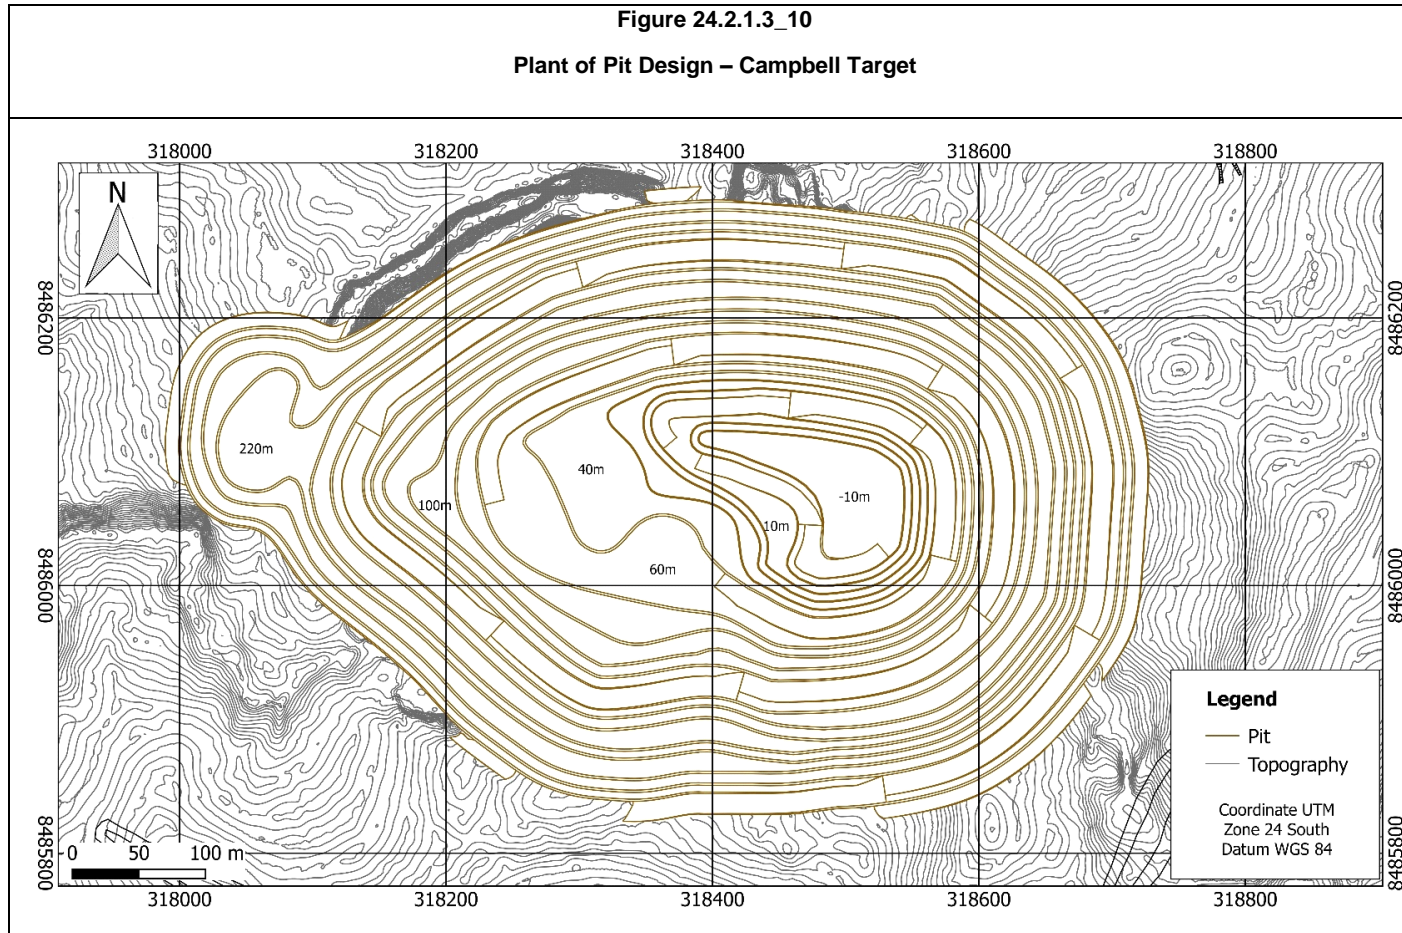 Figure 24.2.1.3_10
Plant of Pit Design – Campbell Target
318000 318200 318400 318600 318800
N
8486200
8486200
220m
40m
-10m
100m
10m
60m
8486000
8486000
Legend
Pit
Topography
Coordinate UTM
Zone 24 South
Datum WGS 84
8485800
8485800
0 50 100 m
318000 318200 318400 318600 318800